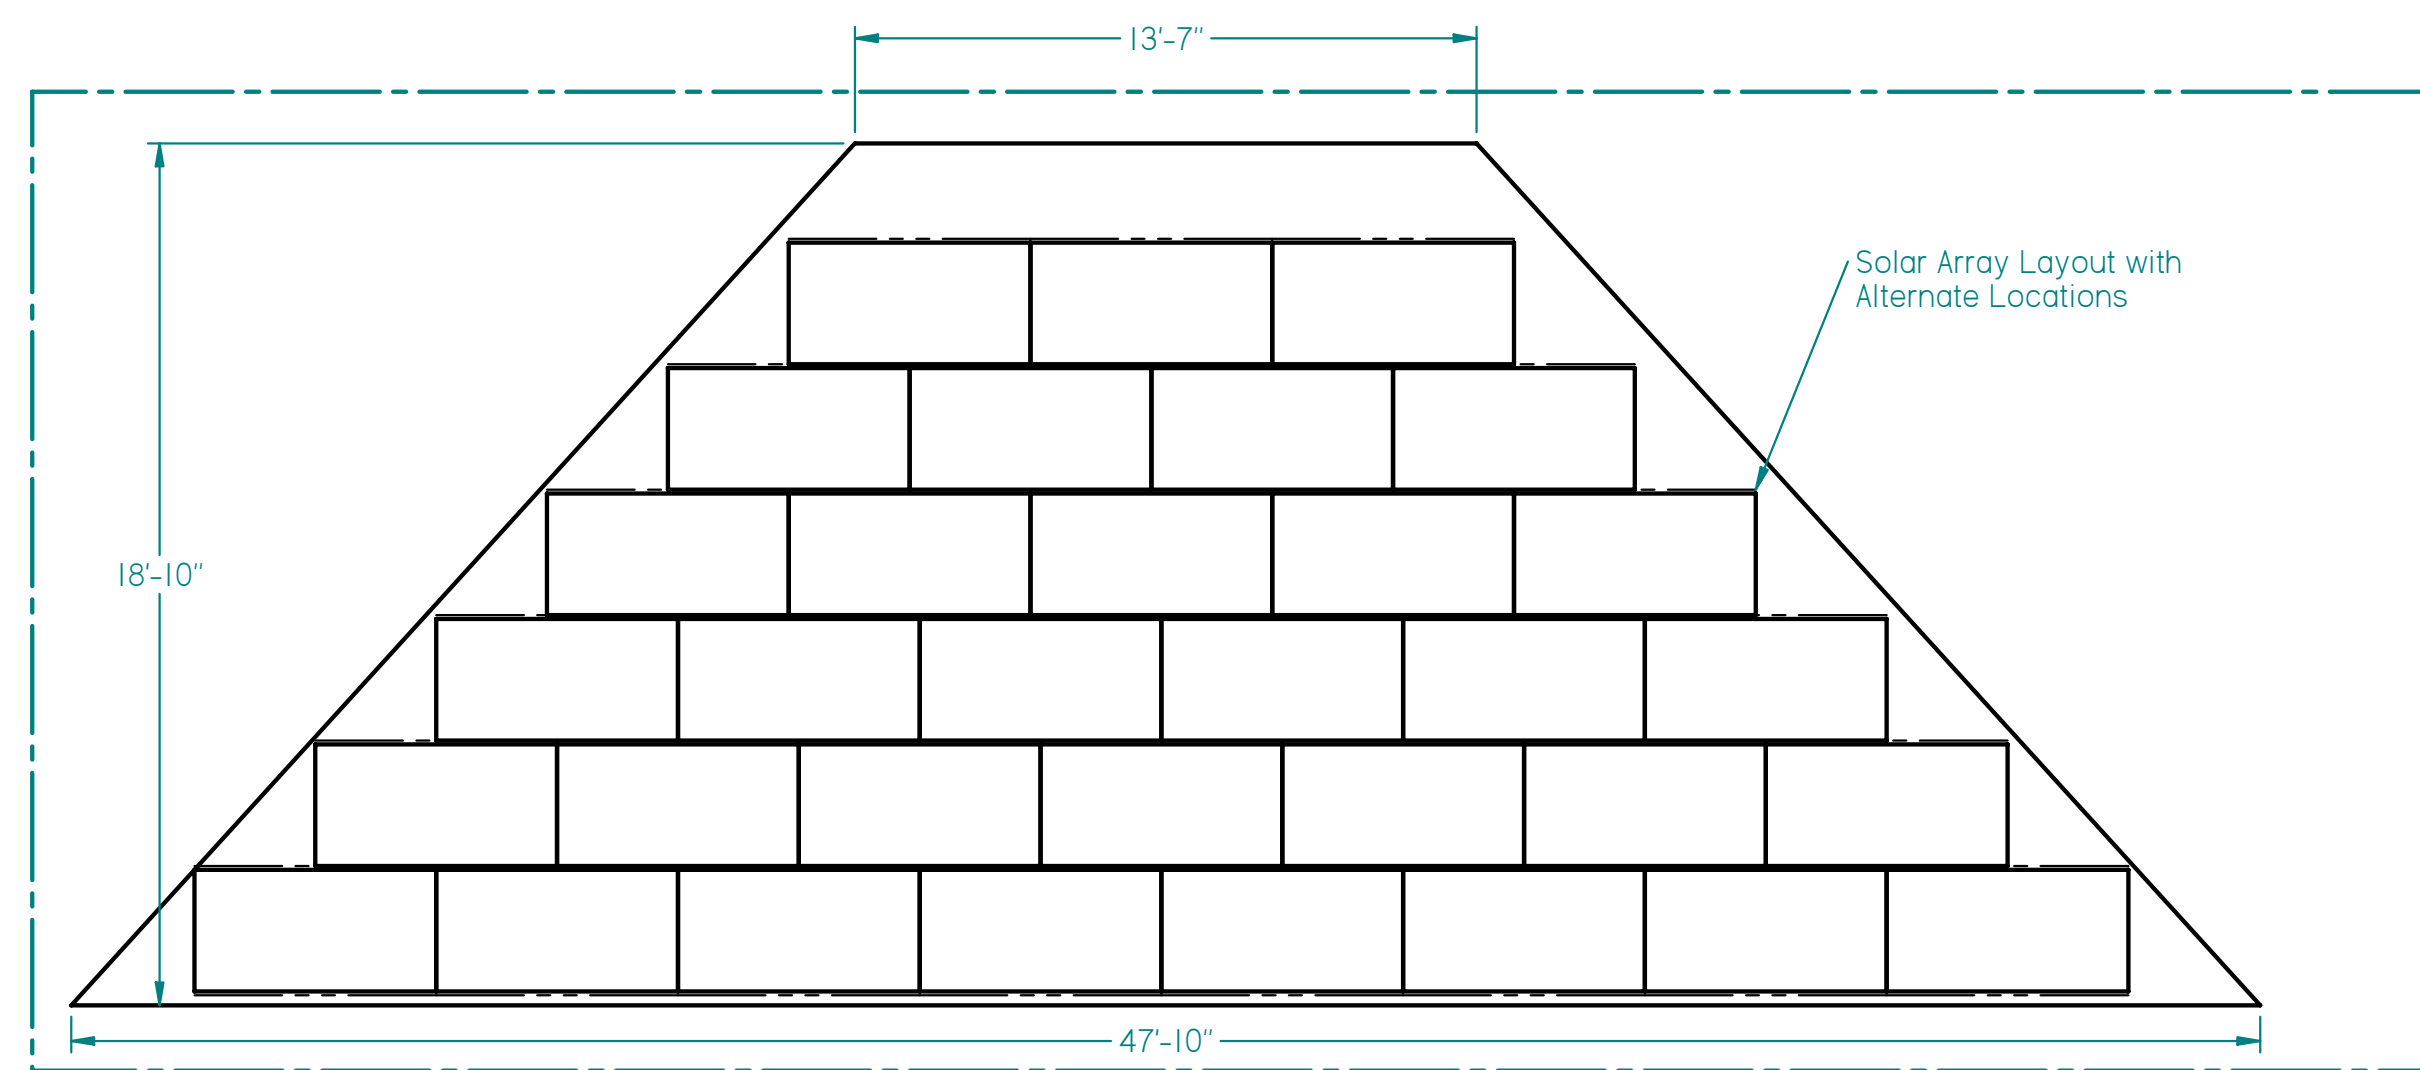 13'-7"
Solar Array Layout with
Alternate Locations
18'-10"
47'-10"